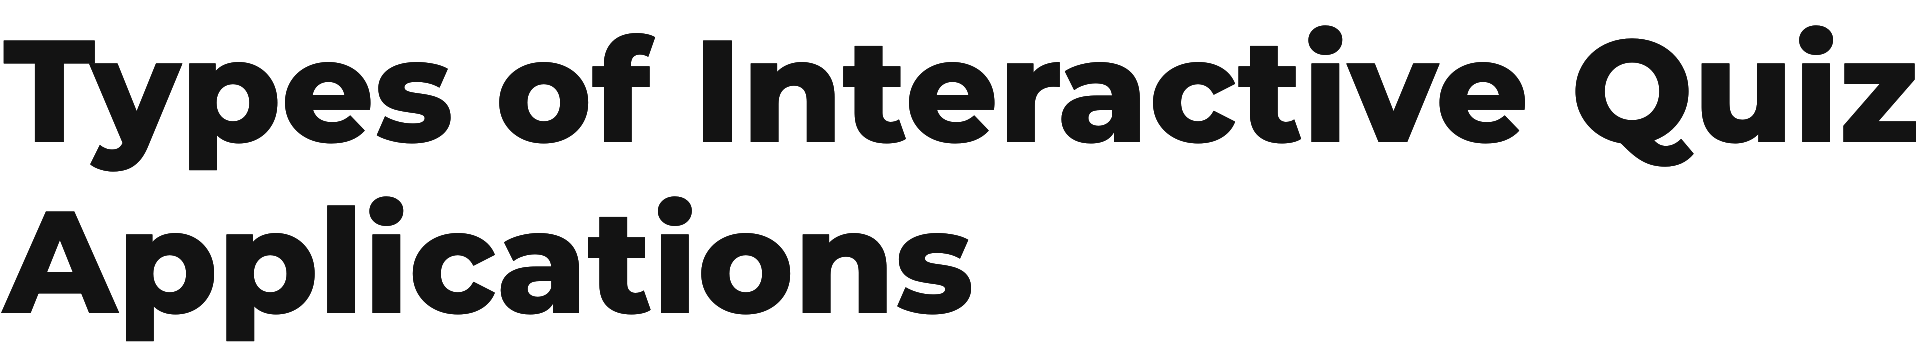 Types of Interactive Quiz
Applications